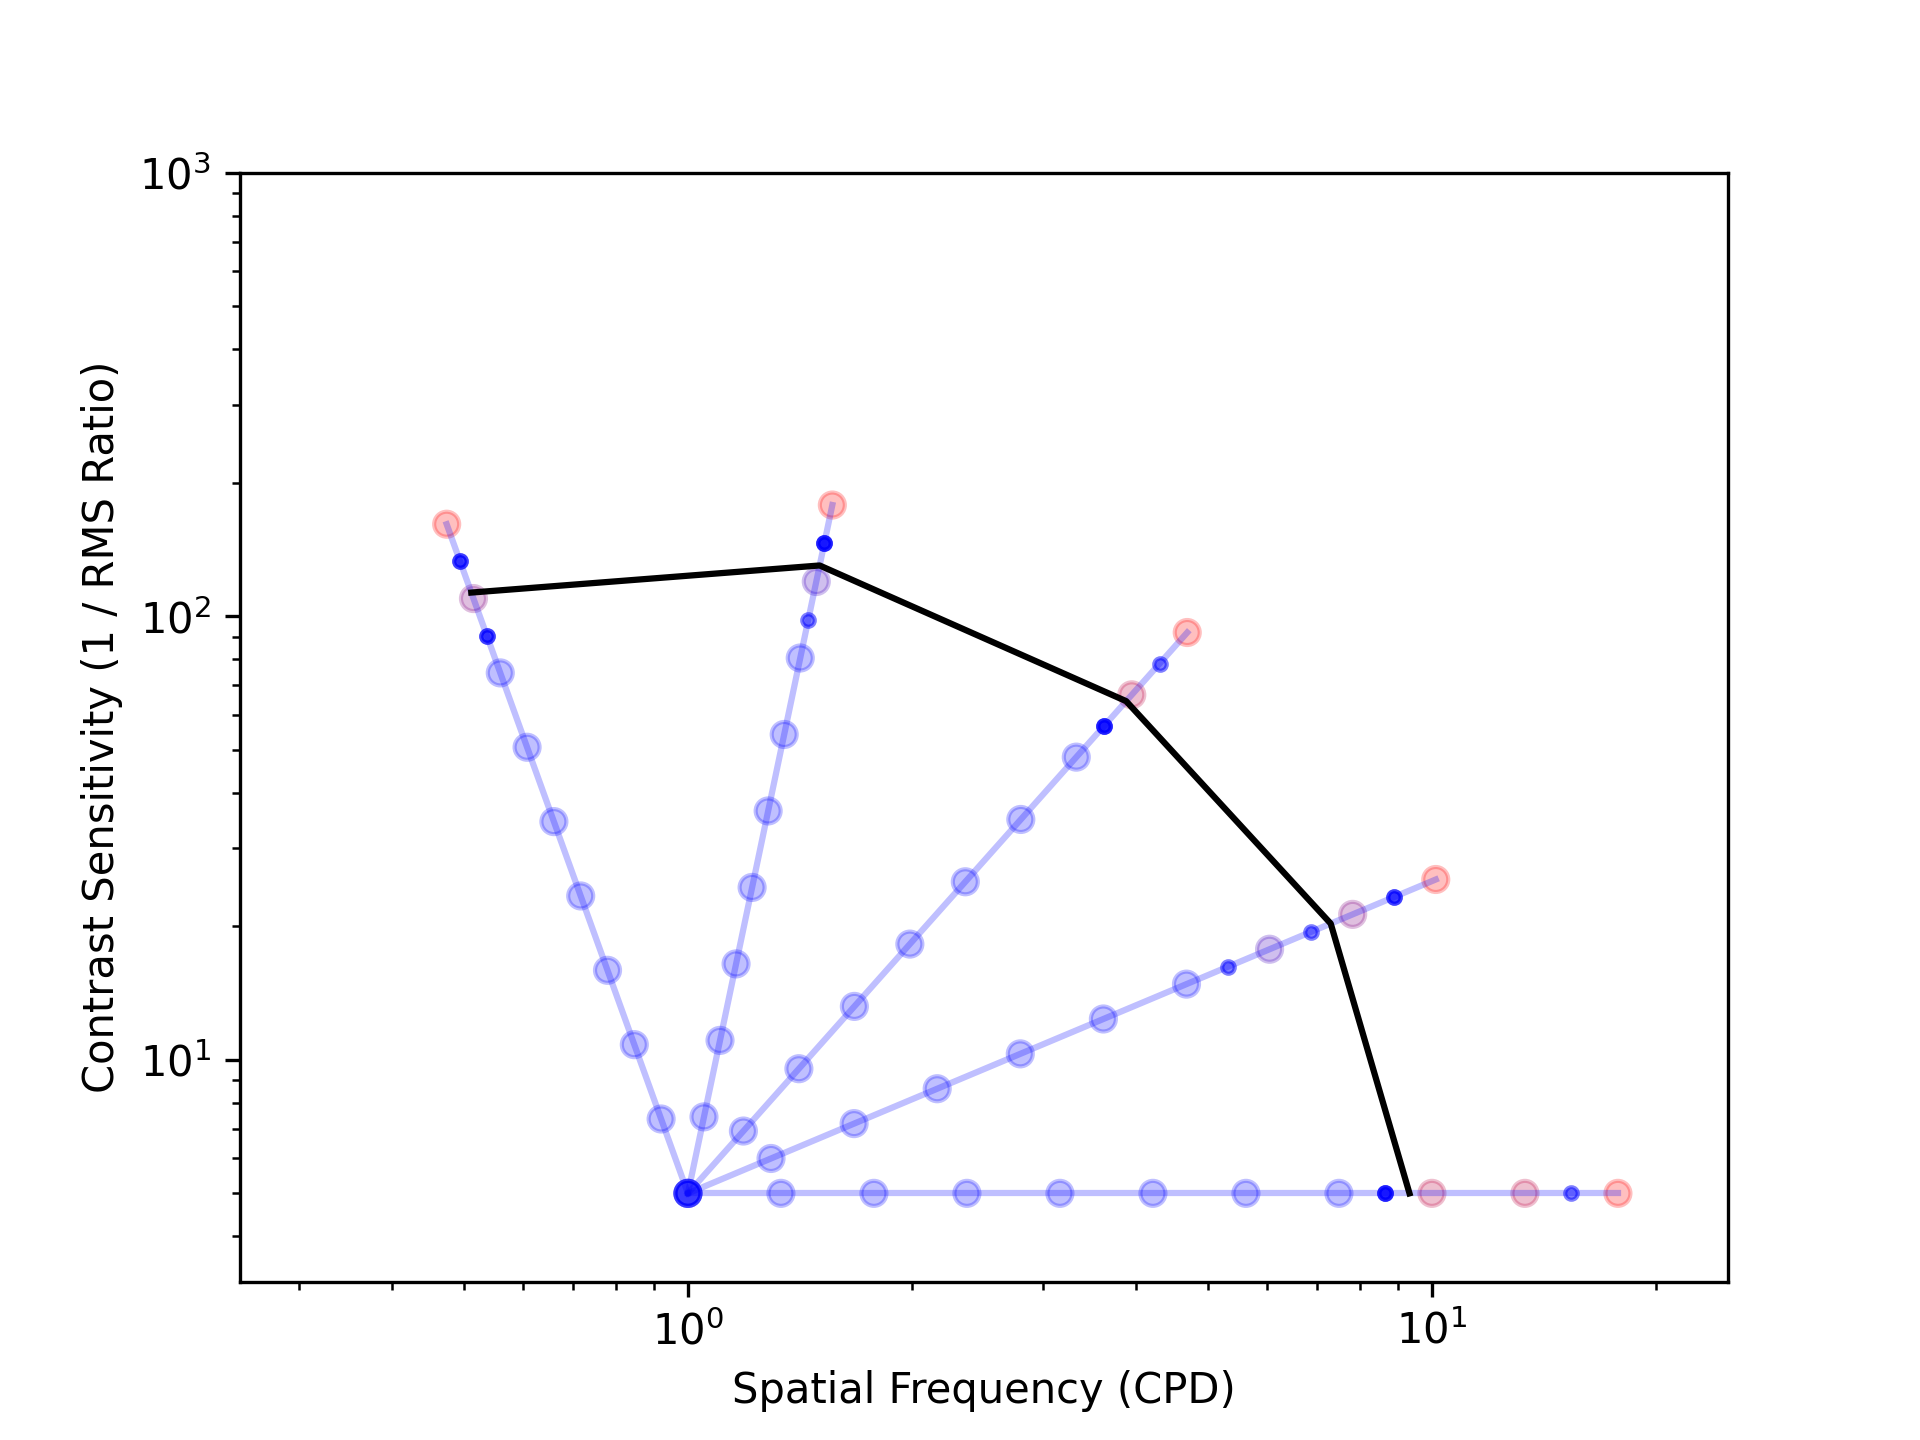 10³
10²
10¹
Contrast Sensitivity (1 / RMS Ratio)
10⁰ 10¹
Spatial Frequency (CPD)